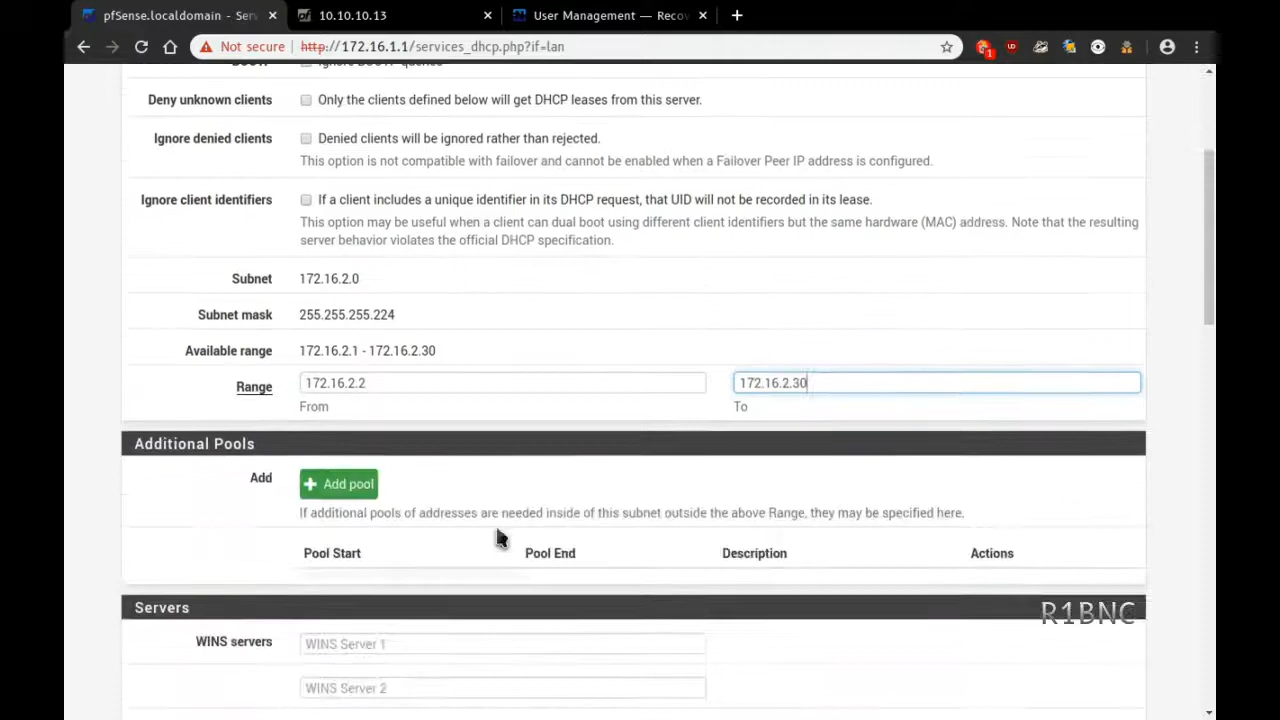 pfSense.localdomain - Serv
10.10.10.13
User Management — Recov
Not secure
http://172.16.1.1/services_dhcp.php?if=lan
1
Deny unknown clients
Only the clients defined below will get DHCP leases from this server.
Ignore denied clients
Denied clients will be ignored rather than rejected.
This option is not compatible with failover and cannot be enabled when a Failover Peer IP address is configured.
Ignore client identifiers
If a client includes a unique identifier in its DHCP request, that UID will not be recorded in its lease.
This option may be useful when a client can dual boot using different client identifiers but the same hardware (MAC) address. Note that the resulting
server behavior violates the official DHCP specification.
Subnet 172.16.2.0
Subnet mask 255.255.255.224
Available range 172.16.2.1 - 172.16.2.30
Range 172.16.2.2 172.16.2.30
From To
Additional Pools
Add + Add pool
If additional pools of addresses are needed inside of this subnet outside the above Range, they may be specified here.
Pool Start Pool End Description Actions
Servers
R1BNC
WINS servers WINS Server 1
WINS Server 2